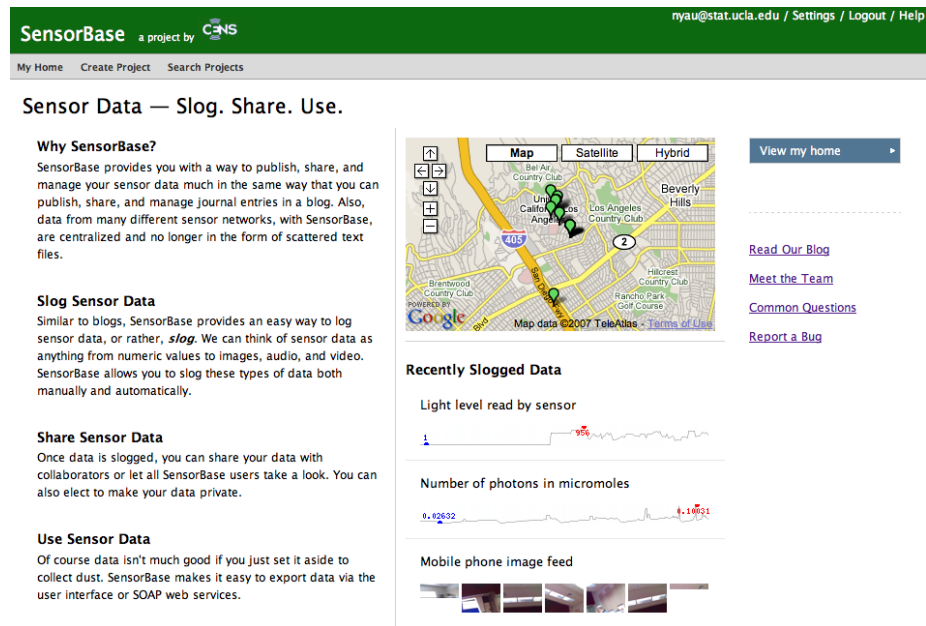 nyau@stat.ucla.edu / Settings / Logout / Help
SensorBase a project by CENS
My Home Create Project Search Projects
Sensor Data — Slog. Share. Use.
Why SensorBase?
SensorBase provides you with a way to publish, share, and
manage your sensor data much in the same way that you can
publish, share, and manage journal entries in a blog. Also,
data from many different sensor networks, with SensorBase,
are centralized and no longer in the form of scattered text
files.
Slog Sensor Data
Similar to blogs, SensorBase provides an easy way to log
sensor data, or rather, slog. We can think of sensor data as
anything from numeric values to images, audio, and video.
SensorBase allows you to slog these types of data both
manually and automatically.
Share Sensor Data
Once data is slogged, you can share your data with
collaborators or let all SensorBase users take a look. You can
also elect to make your data private.
Use Sensor Data
Of course data isn't much good if you just set it aside to
collect dust. SensorBase makes it easy to export data via the
user interface or SOAP web services.
Map Satellite Hybrid
Bel Air
Country Club
Beverly
Hills
Los Angeles
Country Club
405
2
Brentwood
Country Club
Hillcrest
Country Club
Rancho Park
Golf Course
San Diego
Blvd
POWERED BY
Google
Map data ©2007 TeleAtlas - Terms of Use
Recently Slogged Data
Light level read by sensor
1
956
Number of photons in micromoles
0.02632
0.10031
Mobile phone image feed
View my home
Read Our Blog
Meet the Team
Common Questions
Report a Bug